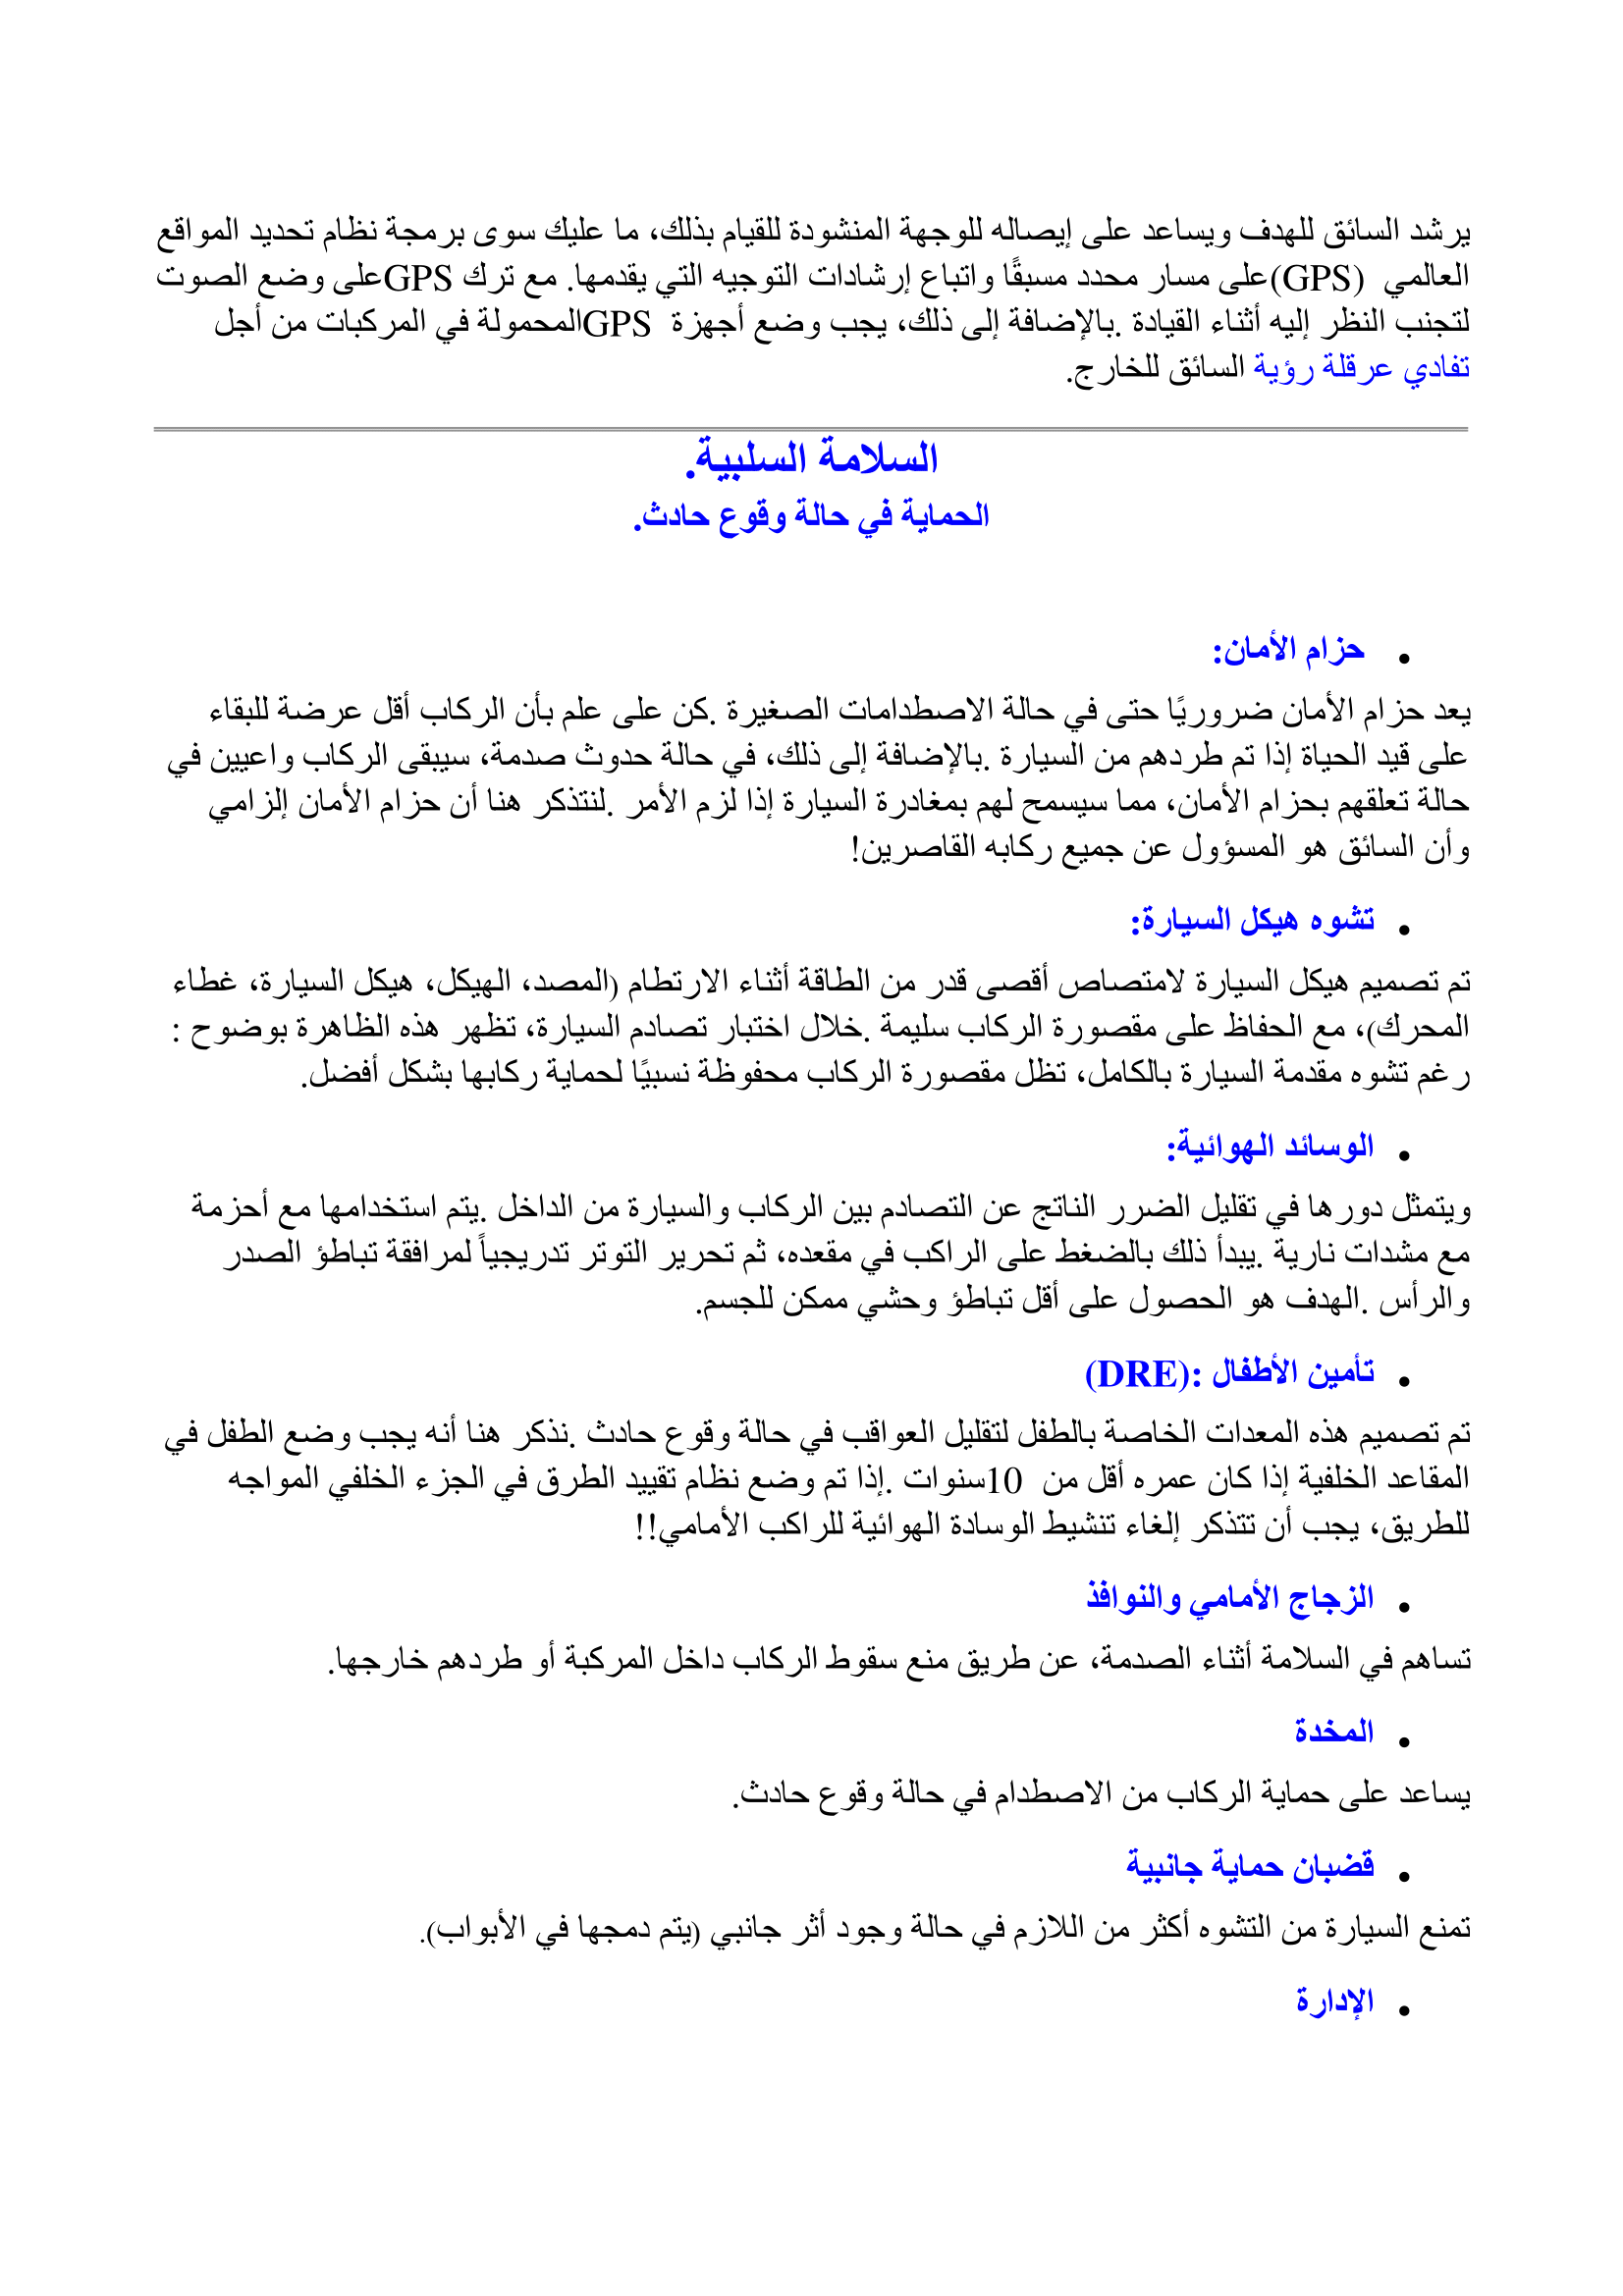 يرشد السائق للهدف ويساعد على إيصاله للوجهة المنشودة للقيام بذلك، ما عليك سوى برمجة نظام تحديد المواقع
العالمي (GPS)على مسار محدد مسبقًا واتباع إرشادات التوجيه التي يقدمها. مع ترك GPSعلى وضع الصوت
لتجنب النظر إليه أثناء القيادة .بالإضافة إلى ذلك، يجب وضع أجهزة GPSالمحمولة في المركبات من أجل
تفادي عرقلة رؤية السائق للخارج.
السلامة السلبية.
الحماية في حالة وقوع حادث.
• حزام الأمان:
يعد حزام الأمان ضروريًا حتى في حالة الاصطدامات الصغيرة .كن على علم بأن الركاب أقل عرضة للبقاء
على قيد الحياة إذا تم طردهم من السيارة .بالإضافة إلى ذلك، في حالة حدوث صدمة، سيبقى الركاب واعيين في
حالة تعلقهم بحزام الأمان، مما سيسمح لهم بمغادرة السيارة إذا لزم الأمر .لنتذكر هنا أن حزام الأمان إلزامي
وأن السائق هو المسؤول عن جميع ركابه القاصرين!
• تشوه هيكل السيارة:
تم تصميم هيكل السيارة لامتصاص أقصى قدر من الطاقة أثناء الارتطام (المصد، الهيكل، هيكل السيارة، غطاء
المحرك)، مع الحفاظ على مقصورة الركاب سليمة .خلال اختبار تصادم السيارة، تظهر هذه الظاهرة بوضوح :
رغم تشوه مقدمة السيارة بالكامل، تظل مقصورة الركاب محفوظة نسبيًا لحماية ركابها بشكل أفضل.
• الوسائد الهوائية:
ويتمثل دورها في تقليل الضرر الناتج عن التصادم بين الركاب والسيارة من الداخل .يتم استخدامها مع أحزمة
مع مشدات نارية .يبدأ ذلك بالضغط على الراكب في مقعده، ثم تحرير التوتر تدريجياً لمرافقة تباطؤ الصدر
والرأس .الهدف هو الحصول على أقل تباطؤ وحشي ممكن للجسم.
• تأمين الأطفال :(DRE)
تم تصميم هذه المعدات الخاصة بالطفل لتقليل العواقب في حالة وقوع حادث .نذكر هنا أنه يجب وضع الطفل في
المقاعد الخلفية إذا كان عمره أقل من 10سنوات .إذا تم وضع نظام تقييد الطرق في الجزء الخلفي المواجه
للطريق، يجب أن تتذكر إلغاء تنشيط الوسادة الهوائية للراكب الأمامي!!
• الزجاج الأمامي والنوافذ
تساهم في السلامة أثناء الصدمة، عن طريق منع سقوط الركاب داخل المركبة أو طردهم خارجها.
• المخدة
يساعد على حماية الركاب من الاصطدام في حالة وقوع حادث.
• قضبان حماية جانبية
تمنع السيارة من التشوه أكثر من اللازم في حالة وجود أثر جانبي (يتم دمجها في الأبواب).
• الإدارة